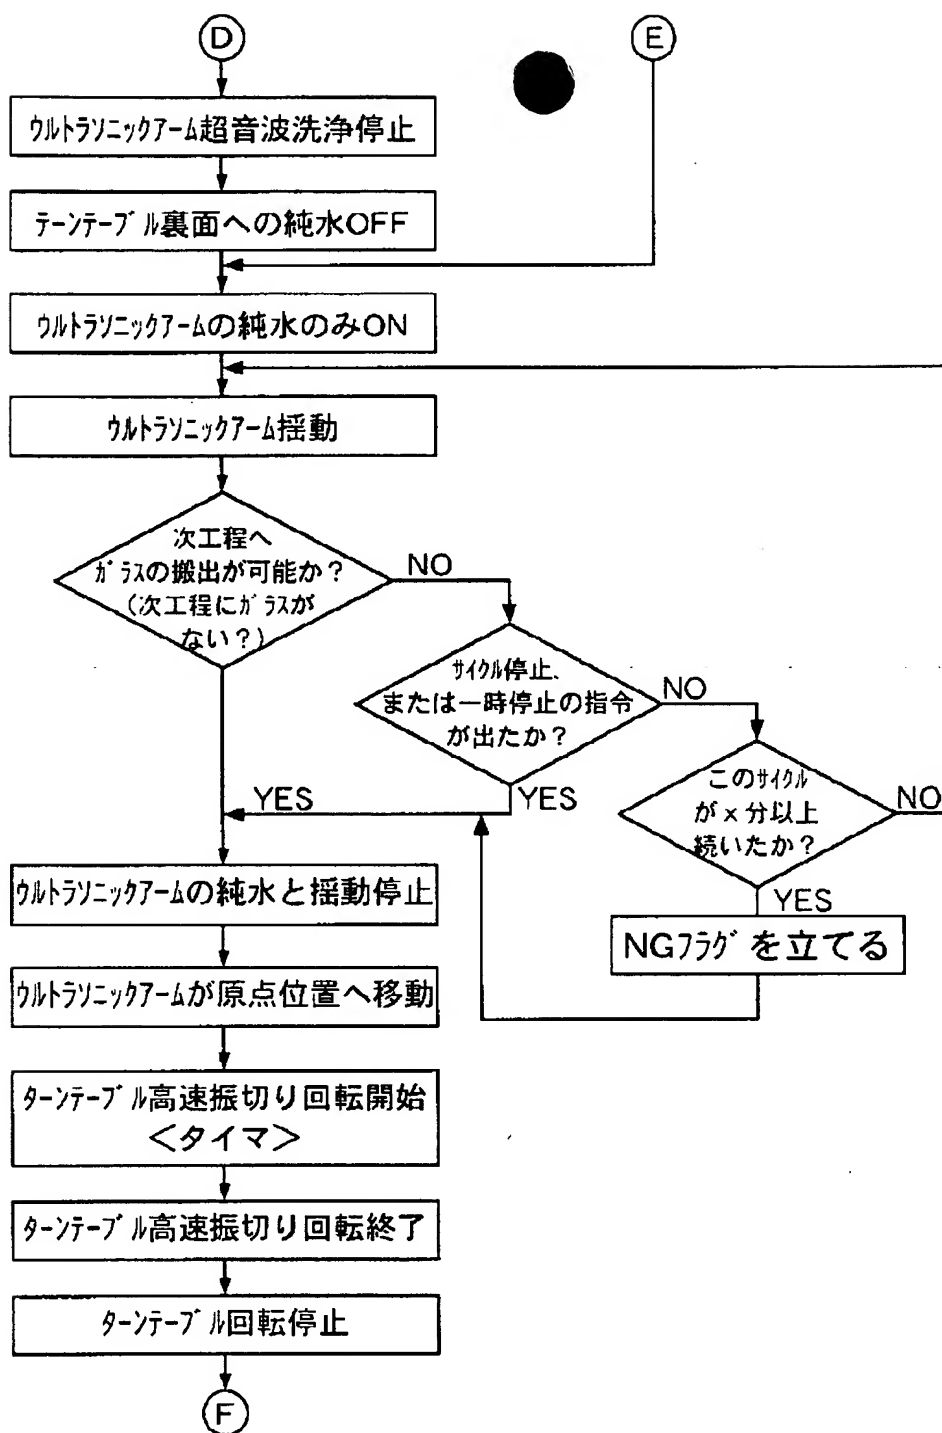 D
E
ウルトラソニックアーム超音波洗浄停止
テーンテーブル裏面への純水OFF
ウルトラソニックアームの純水のみON
ウルトラソニックアーム揺動
次工程へ
ガラスの搬出が可能か?
(次工程にガラスが
ない?)
NO
サイクル停止、
または一時停止の指令
が出たか?
NO
このサイクル
がx分以上
続いたか?
NO
YES
YES
YES
NGフラグを立てる
ウルトラソニックアームの純水と揺動停止
ウルトラソニックアームが原点位置へ移動
ターンテーブル高速振切り回転開始
<タイマ>
ターンテーブル高速振切り回転終了
ターンテーブル回転停止
F